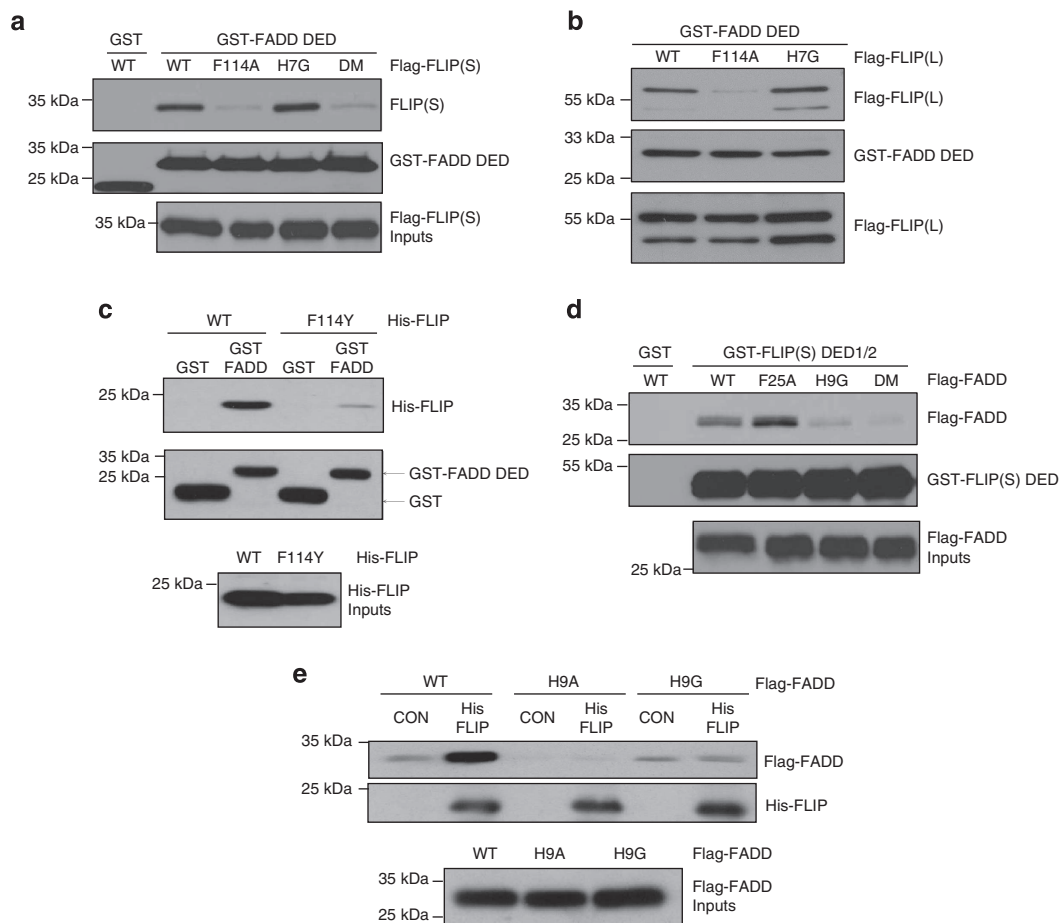 a
GST
GST-FADD DED
WT WT F114A H7G DM Flag-FLIP(S)
35 kDa
FLIP(S)
35 kDa
GST-FADD DED
25 kDa
35 kDa
Flag-FLIP(S)
Inputs
b
GST-FADD DED
WT F114A H7G Flag-FLIP(L)
55 kDa
Flag-FLIP(L)
33 kDa
GST-FADD DED
25 kDa
55 kDa
Flag-FLIP(L)
c
WT F114Y His-FLIP
GST GST
GST FADD GST FADD
25 kDa
His-FLIP
35 kDa
25 kDa
GST-FADD DED
GST
WT F114Y His-FLIP
25 kDa
His-FLIP
Inputs
d
GST GST-FLIP(S) DED1/2
WT WT F25A H9G DM Flag-FADD
35 kDa
Flag-FADD
25 kDa
55 kDa
GST-FLIP(S) DED
Flag-FADD
Inputs
25 kDa
e
WT H9A H9G Flag-FADD
His His His
CON FLIP CON FLIP CON FLIP
35 kDa
Flag-FADD
25 kDa
His-FLIP
WT H9A H9G Flag-FADD
35 kDa
Flag-FADD
Inputs
25 kDa